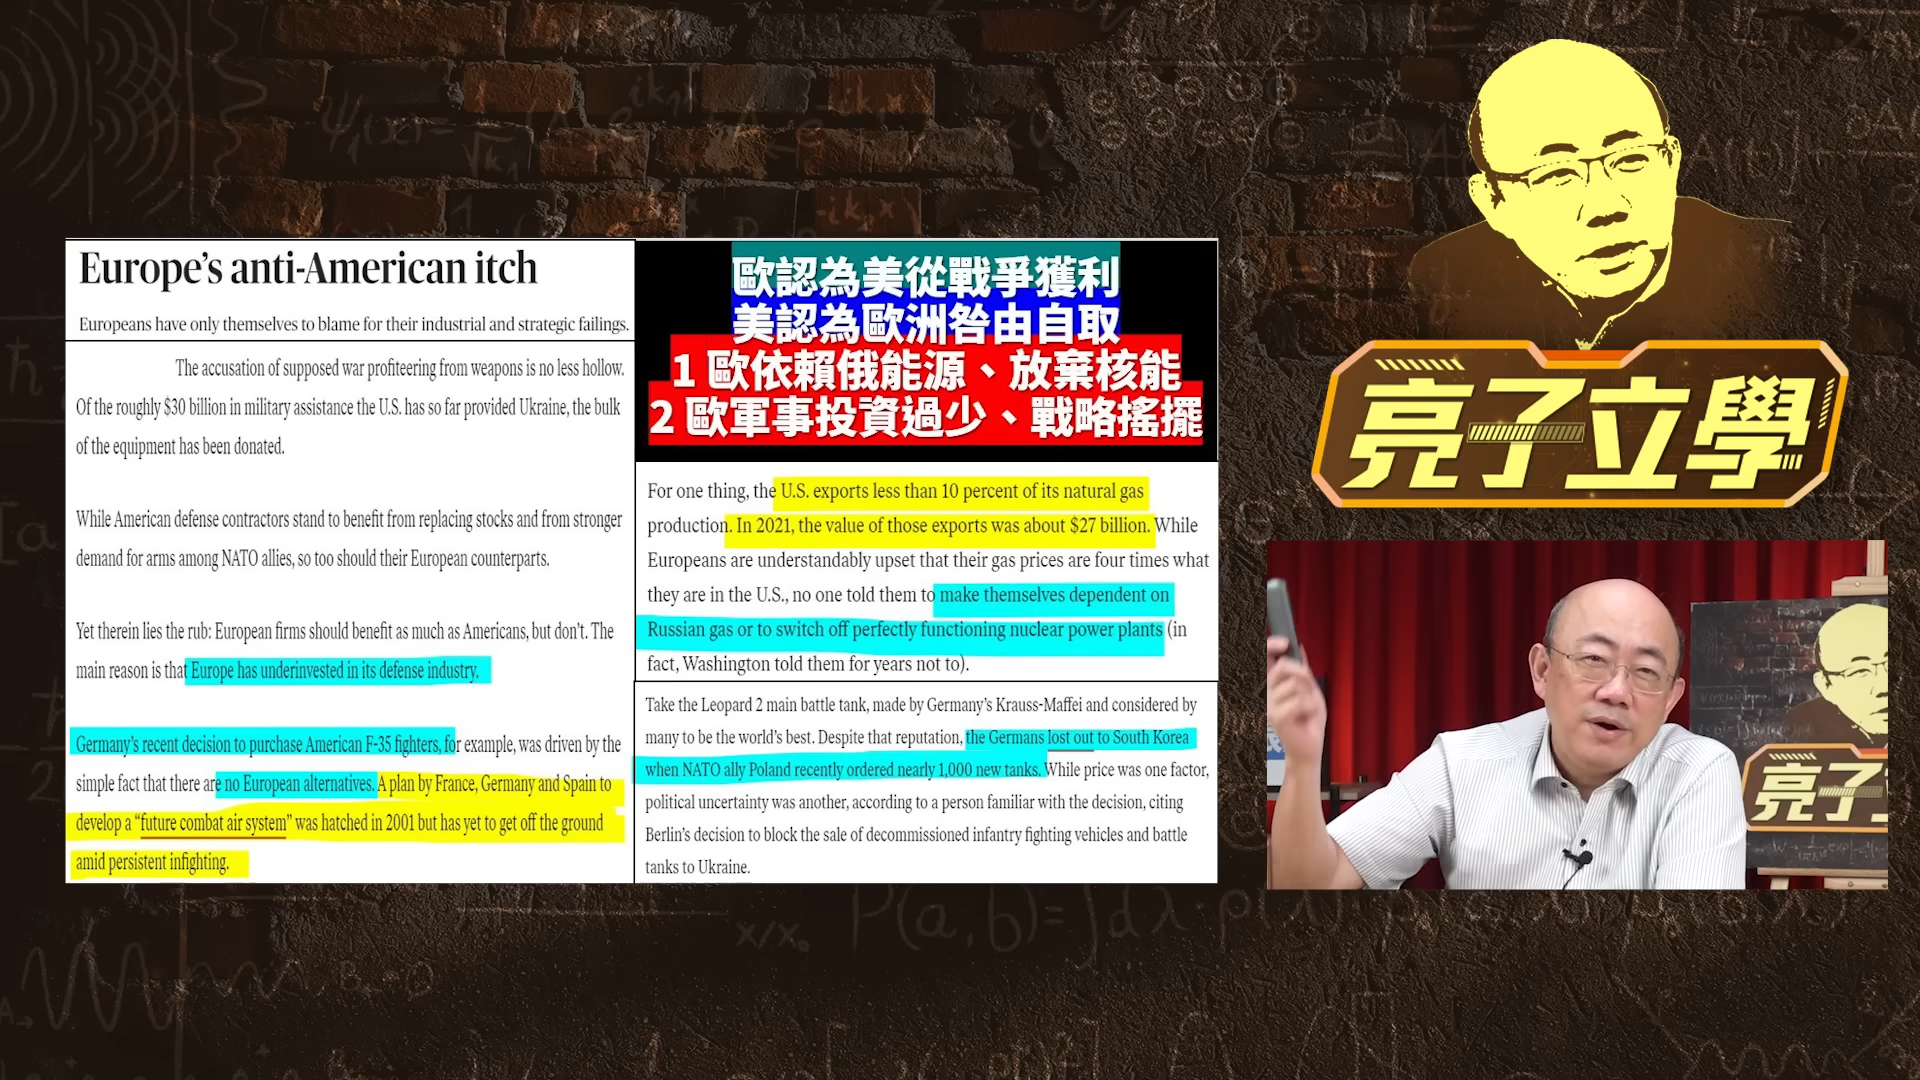 Europe's anti-American itch
Europeans have only themselves to blame for their industrial and strategic failings.
The accusation of supposed war profiteering from weapons is no less hollow.
Of the roughly $30 billion in military assistance the U.S. has so far provided Ukraine, the bulk
of the equipment has been donated.
While American defense contractors stand to benefit from replacing stocks and from stronger
demand for arms among NATO allies, so too should their European counterparts.
Yet therein lies the rub: European firms should benefit as much as Americans, but don't. The
main reason is that Europe has underinvested in its defense industry.
Germany's recent decision to purchase American F-35 fighters, for example, was driven by the
simple fact that there are no European alternatives. A plan by France, Germany and Spain to
develop a “future combat air system” was hatched in 2001 but has yet to get off the ground
amid persistent infighting.
歐認為美從戰爭獲利
美認為歐洲咎由自取
1 歐依賴俄能源、放棄核能
2 歐軍事投資過少、戰略搖擺
For one thing, the U.S. exports less than 10 percent of its natural gas
production. In 2021, the value of those exports was about $27 billion. While
Europeans are understandably upset that their gas prices are four times what
they are in the U.S., no one told them to make themselves dependent on
Russian gas or to switch off perfectly functioning nuclear power plants (in
fact, Washington told them for years not to).
Take the Leopard 2 main battle tank, made by Germany's Krauss-Maffei and considered by
many to be the world's best. Despite that reputation, the Germans lost out to South Korea
when NATO ally Poland recently ordered nearly 1,000 new tanks. While price was one factor,
political uncertainty was another, according to a person familiar with the decision, citing
Berlin's decision to block the sale of decommissioned infantry fighting vehicles and battle
tanks to Ukraine.
亮了立學
亮了立
P(a,b)=∫dλ·ρ(